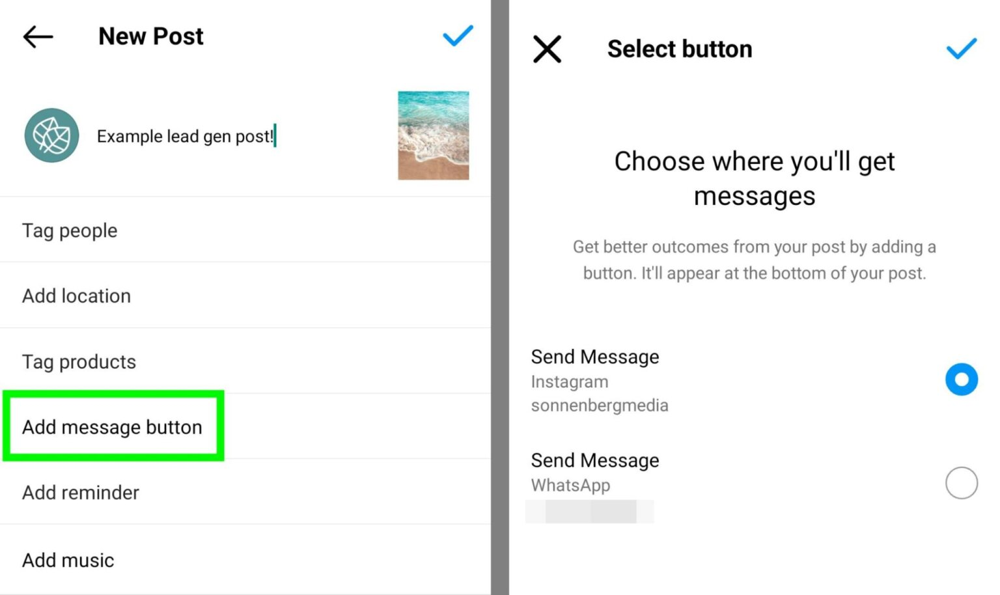 New Post
Example lead gen post!
Tag people
Add location
Tag products
Add message button
Add reminder
Add music
Select button
Choose where you'll get
messages
Get better outcomes from your post by adding a
button. It'll appear at the bottom of your post.
Send Message
Instagram
sonnenbergmedia
Send Message
WhatsApp